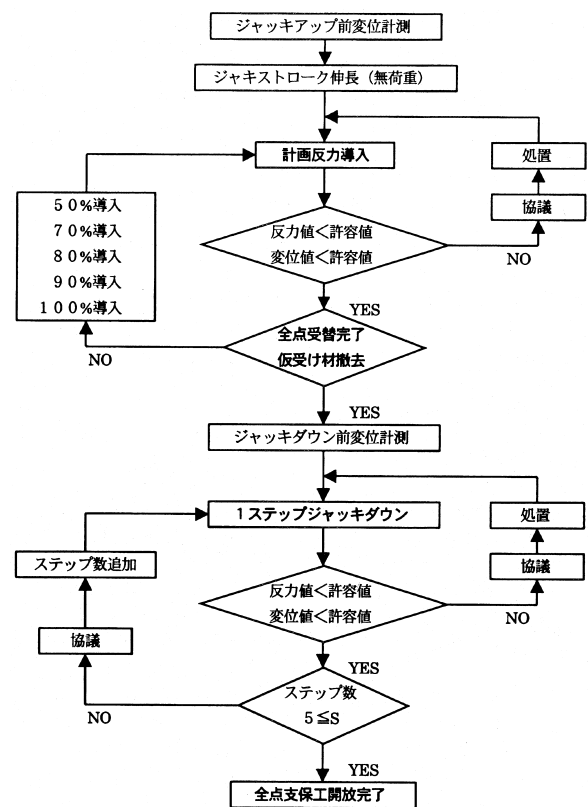 ジャッキアップ前変位計測
ジャキストローク伸長（無荷重）
計画反力導入
処置
協議
５０%導入
７０%導入
８０%導入
９０%導入
１００%導入
反力値＜許容値
変位値＜許容値
NO
YES
全点受替完了
仮受け材撤去
NO
YES
ジャッキダウン前変位計測
１ステップジャッキダウン
処置
ステップ数追加
協議
反力値＜許容値
変位値＜許容値
NO
協議
YES
ステップ数
５≦S
NO
YES
全点支保工開放完了